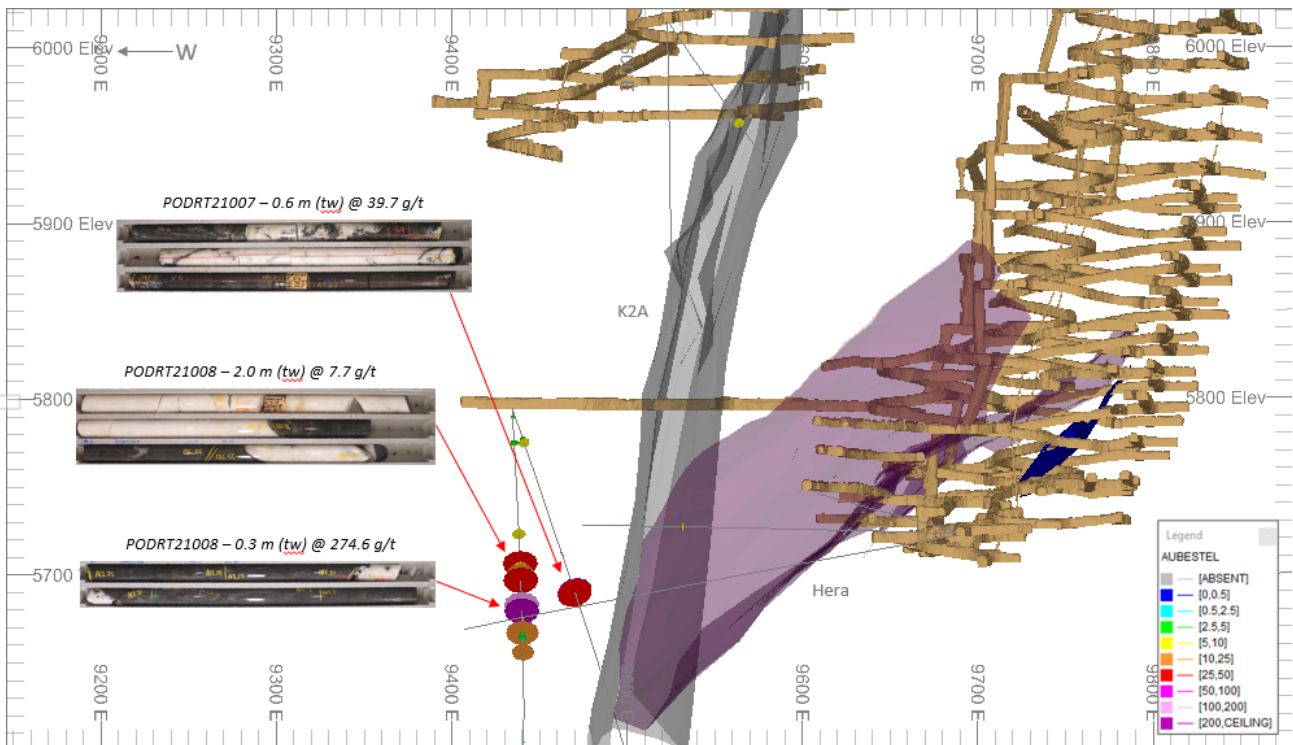 6000 Elev
W
9200 E
9300 E
9400 E
9700 E
9800 E
6000 Elev
PODRT21007 – 0.6 m (tw) @ 39.7 g/t
5900 Elev
5900 Elev
K2A
PODRT21008 – 2.0 m (tw) @ 7.7 g/t
5800
5800 Elev
PODRT21008 – 0.3 m (tw) @ 274.6 g/t
5700
Hera
Legend
AUBESTEL
[ABSENT]
[0,0.5]
[0.5,2.5]
[2.5,5]
[5,10]
[10,25]
[25,50]
[50,100]
[100,200]
[200,CEILING]
9200 E
9300 E
9400 E
9600 E
9700 E
9800 E